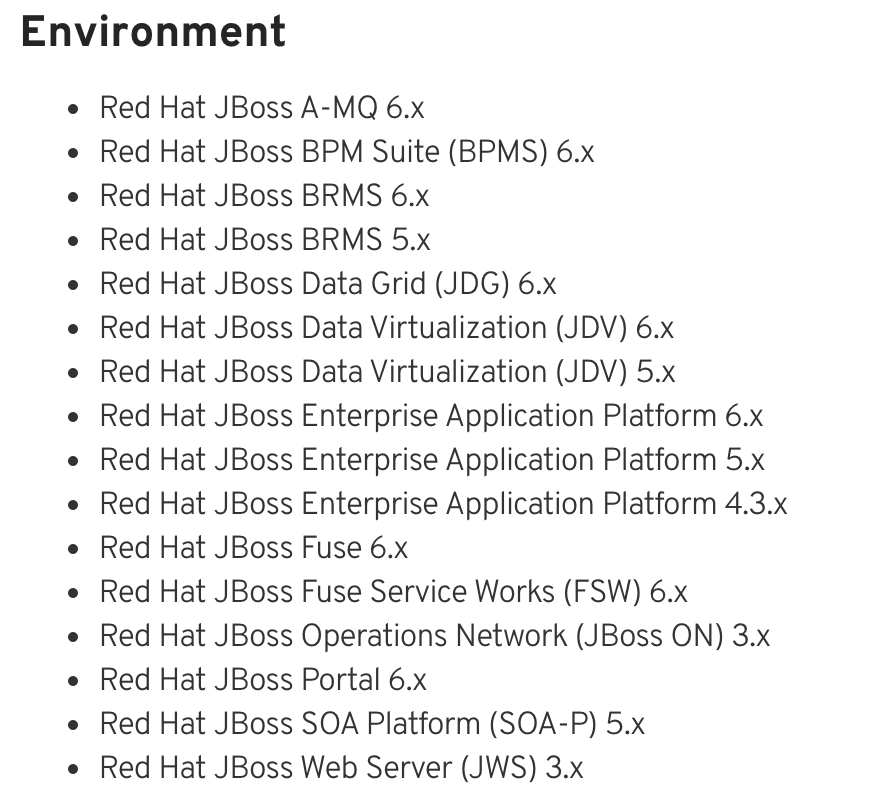 Environment
• Red Hat JBoss A-MQ 6.x
• Red Hat JBoss BPM Suite (BPMS) 6.x
• Red Hat JBoss BRMS 6.x
• Red Hat JBoss BRMS 5.x
• Red Hat JBoss Data Grid (JDG) 6.x
• Red Hat JBoss Data Virtualization (JDV) 6.x
• Red Hat JBoss Data Virtualization (JDV) 5.x
• Red Hat JBoss Enterprise Application Platform 6.x
• Red Hat JBoss Enterprise Application Platform 5.x
• Red Hat JBoss Enterprise Application Platform 4.3.x
• Red Hat JBoss Fuse 6.x
• Red Hat JBoss Fuse Service Works (FSW) 6.x
• Red Hat JBoss Operations Network (JBoss ON) 3.x
• Red Hat JBoss Portal 6.x
• Red Hat JBoss SOA Platform (SOA-P) 5.x
• Red Hat JBoss Web Server (JWS) 3.x